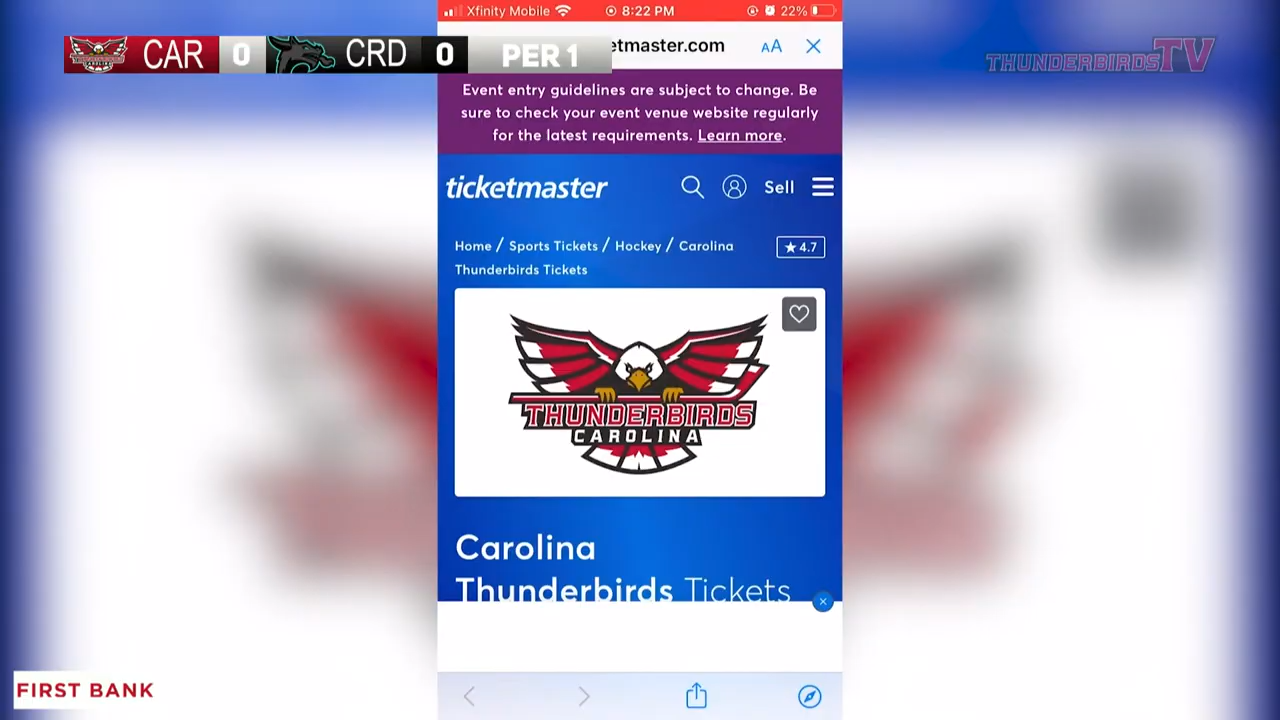 Xfinity Mobile
8:22 PM
22%
CAR 0 CRD 0 PER 1
etmaster.com AA
THUNDERBIRDSTV
Event entry guidelines are subject to change. Be
sure to check your event venue website regularly
for the latest requirements. Learn more.
ticketmaster
Sell
Home / Sports Tickets / Hockey / Carolina
Thunderbirds Tickets
★ 4.7
THUNDERBIRDS
CAROLINA
Carolina
Thunderbirds Tickets
FIRST BANK